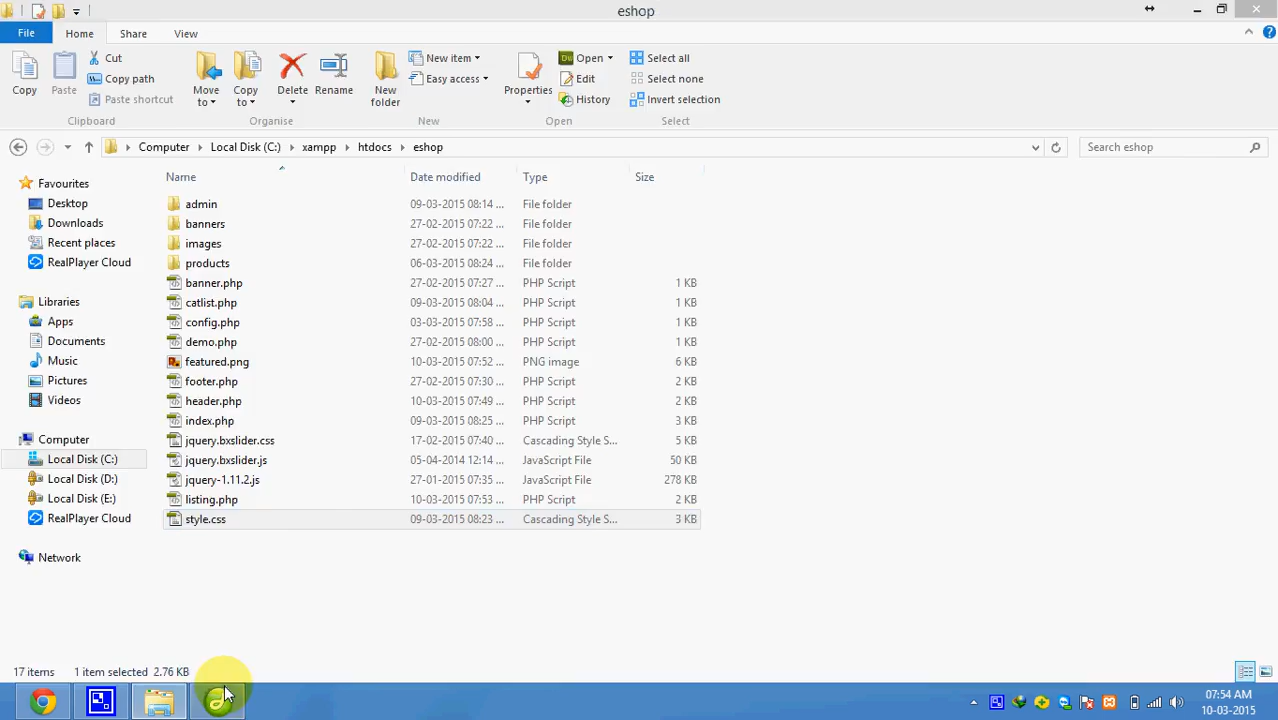 eshop
File Home Share View
Copy
Paste
Cut
Copy path
Paste shortcut
Clipboard
Move to
Copy to
Delete
Rename
Organise
New folder
New item
Easy access
New
Properties
Dw Open
Edit
History
Open
Select all
Select none
Invert selection
Select
Computer Local Disk (C:) xampp htdocs eshop
Search eshop
Name Date modified Type Size
Favourites
Desktop
Downloads
Recent places
RealPlayer Cloud
Libraries
Apps
Documents
Music
Pictures
Videos
Computer
Local Disk (C:)
Local Disk (D:)
Local Disk (E:)
RealPlayer Cloud
Network
admin 09-03-2015 08:14 ... File folder
banners 27-02-2015 07:22 ... File folder
images 27-02-2015 07:22 ... File folder
products 06-03-2015 08:24 ... File folder
banner.php 27-02-2015 07:27 ... PHP Script 1 KB
catlist.php 09-03-2015 08:04 ... PHP Script 1 KB
config.php 03-03-2015 07:58 ... PHP Script 1 KB
demo.php 27-02-2015 08:00 ... PHP Script 1 KB
featured.png 10-03-2015 07:52 ... PNG image 6 KB
footer.php 27-02-2015 07:30 ... PHP Script 2 KB
header.php 10-03-2015 07:49 ... PHP Script 2 KB
index.php 09-03-2015 08:25 ... PHP Script 3 KB
jquery.bxslider.css 17-02-2015 07:40 ... Cascading Style S... 5 KB
jquery.bxslider.js 05-04-2014 12:14 ... JavaScript File 50 KB
jquery-1.11.2.js 27-01-2015 07:35 ... JavaScript File 278 KB
listing.php 10-03-2015 07:53 ... PHP Script 2 KB
style.css 09-03-2015 08:23 ... Cascading Style S... 3 KB
17 items 1 item selected 2.76 KB
07:54 AM
10-03-2015